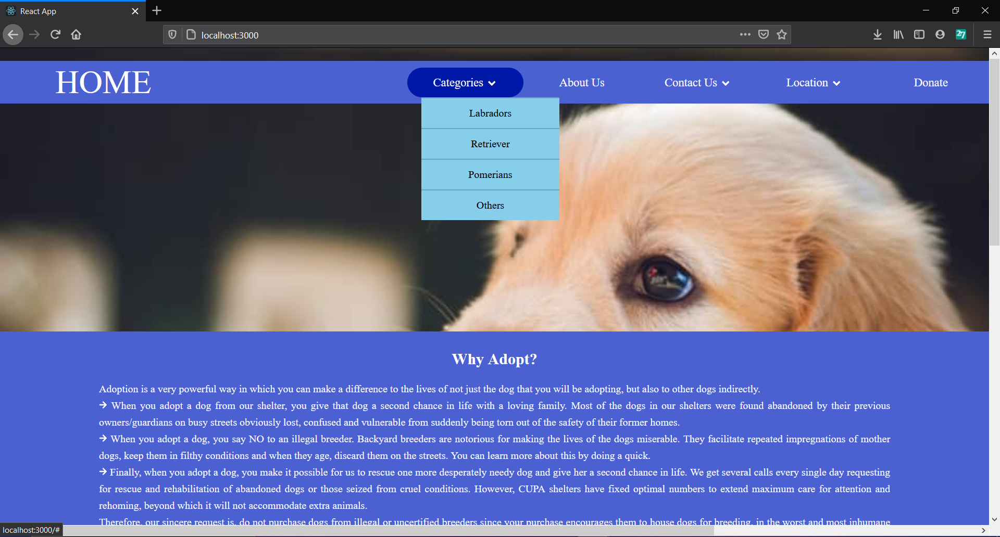 React App
localhost:3000
27
HOME
Categories
About Us
Contact Us
Location
Donate
Labradors
Retriever
Pomerians
Others
Why Adopt?
Adoption is a very powerful way in which you can make a difference to the lives of not just the dog that you will be adopting, but also to other dogs indirectly.
→ When you adopt a dog from our shelter, you give that dog a second chance in life with a loving family. Most of the dogs in our shelters were found abandoned by their previous
owners/guardians on busy streets obviously lost, confused and vulnerable from suddenly being torn out of the safety of their former homes.
→ When you adopt a dog, you say NO to an illegal breeder. Backyard breeders are notorious for making the lives of the dogs miserable. They facilitate repeated impregnations of mother
dogs, keep them in filthy conditions and when they age, discard them on the streets. You can learn more about this by doing a quick.
→ Finally, when you adopt a dog, you make it possible for us to rescue one more desperately needy dog and give her a second chance in life. We get several calls every single day requesting
for rescue and rehabilitation of abandoned dogs or those seized from cruel conditions. However, CUPA shelters have fixed optimal numbers to extend maximum care for attention and
rehoming, beyond which it will not accommodate extra animals.
Therefore, our sincere request is, do not purchase dogs from illegal or uncertified breeders since your purchase encourages them to house dogs for breeding, in the worst and most inhumane
localhost:3000/#